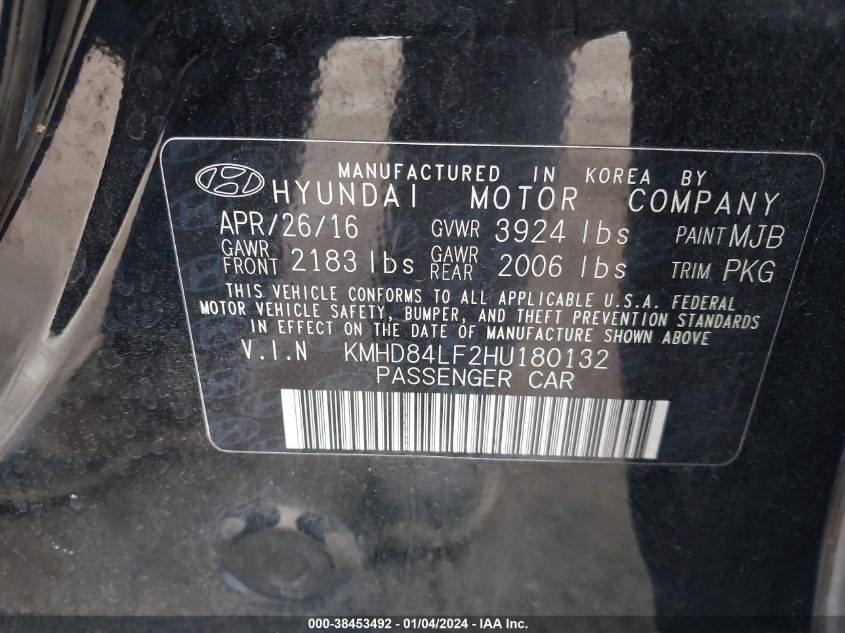 MANUFACTURED IN KOREA BY
HYUNDAI MOTOR COMPANY
APR/26/16 GVWR 3924 lbs PAINT MJB
GAWR FRONT 2183 lbs GAWR REAR 2006 lbs TRIM PKG
THIS VEHICLE CONFORMS TO ALL APPLICABLE U.S.A. FEDERAL
MOTOR VEHICLE SAFETY, BUMPER, AND THEFT PREVENTION STANDARDS
IN EFFECT ON THE DATE OF MANUFACTURE SHOWN ABOVE
V.I.N KMHD84LF2HU180132
PASSENGER CAR
000-38453492 - 01/04/2024 - IAA Inc.